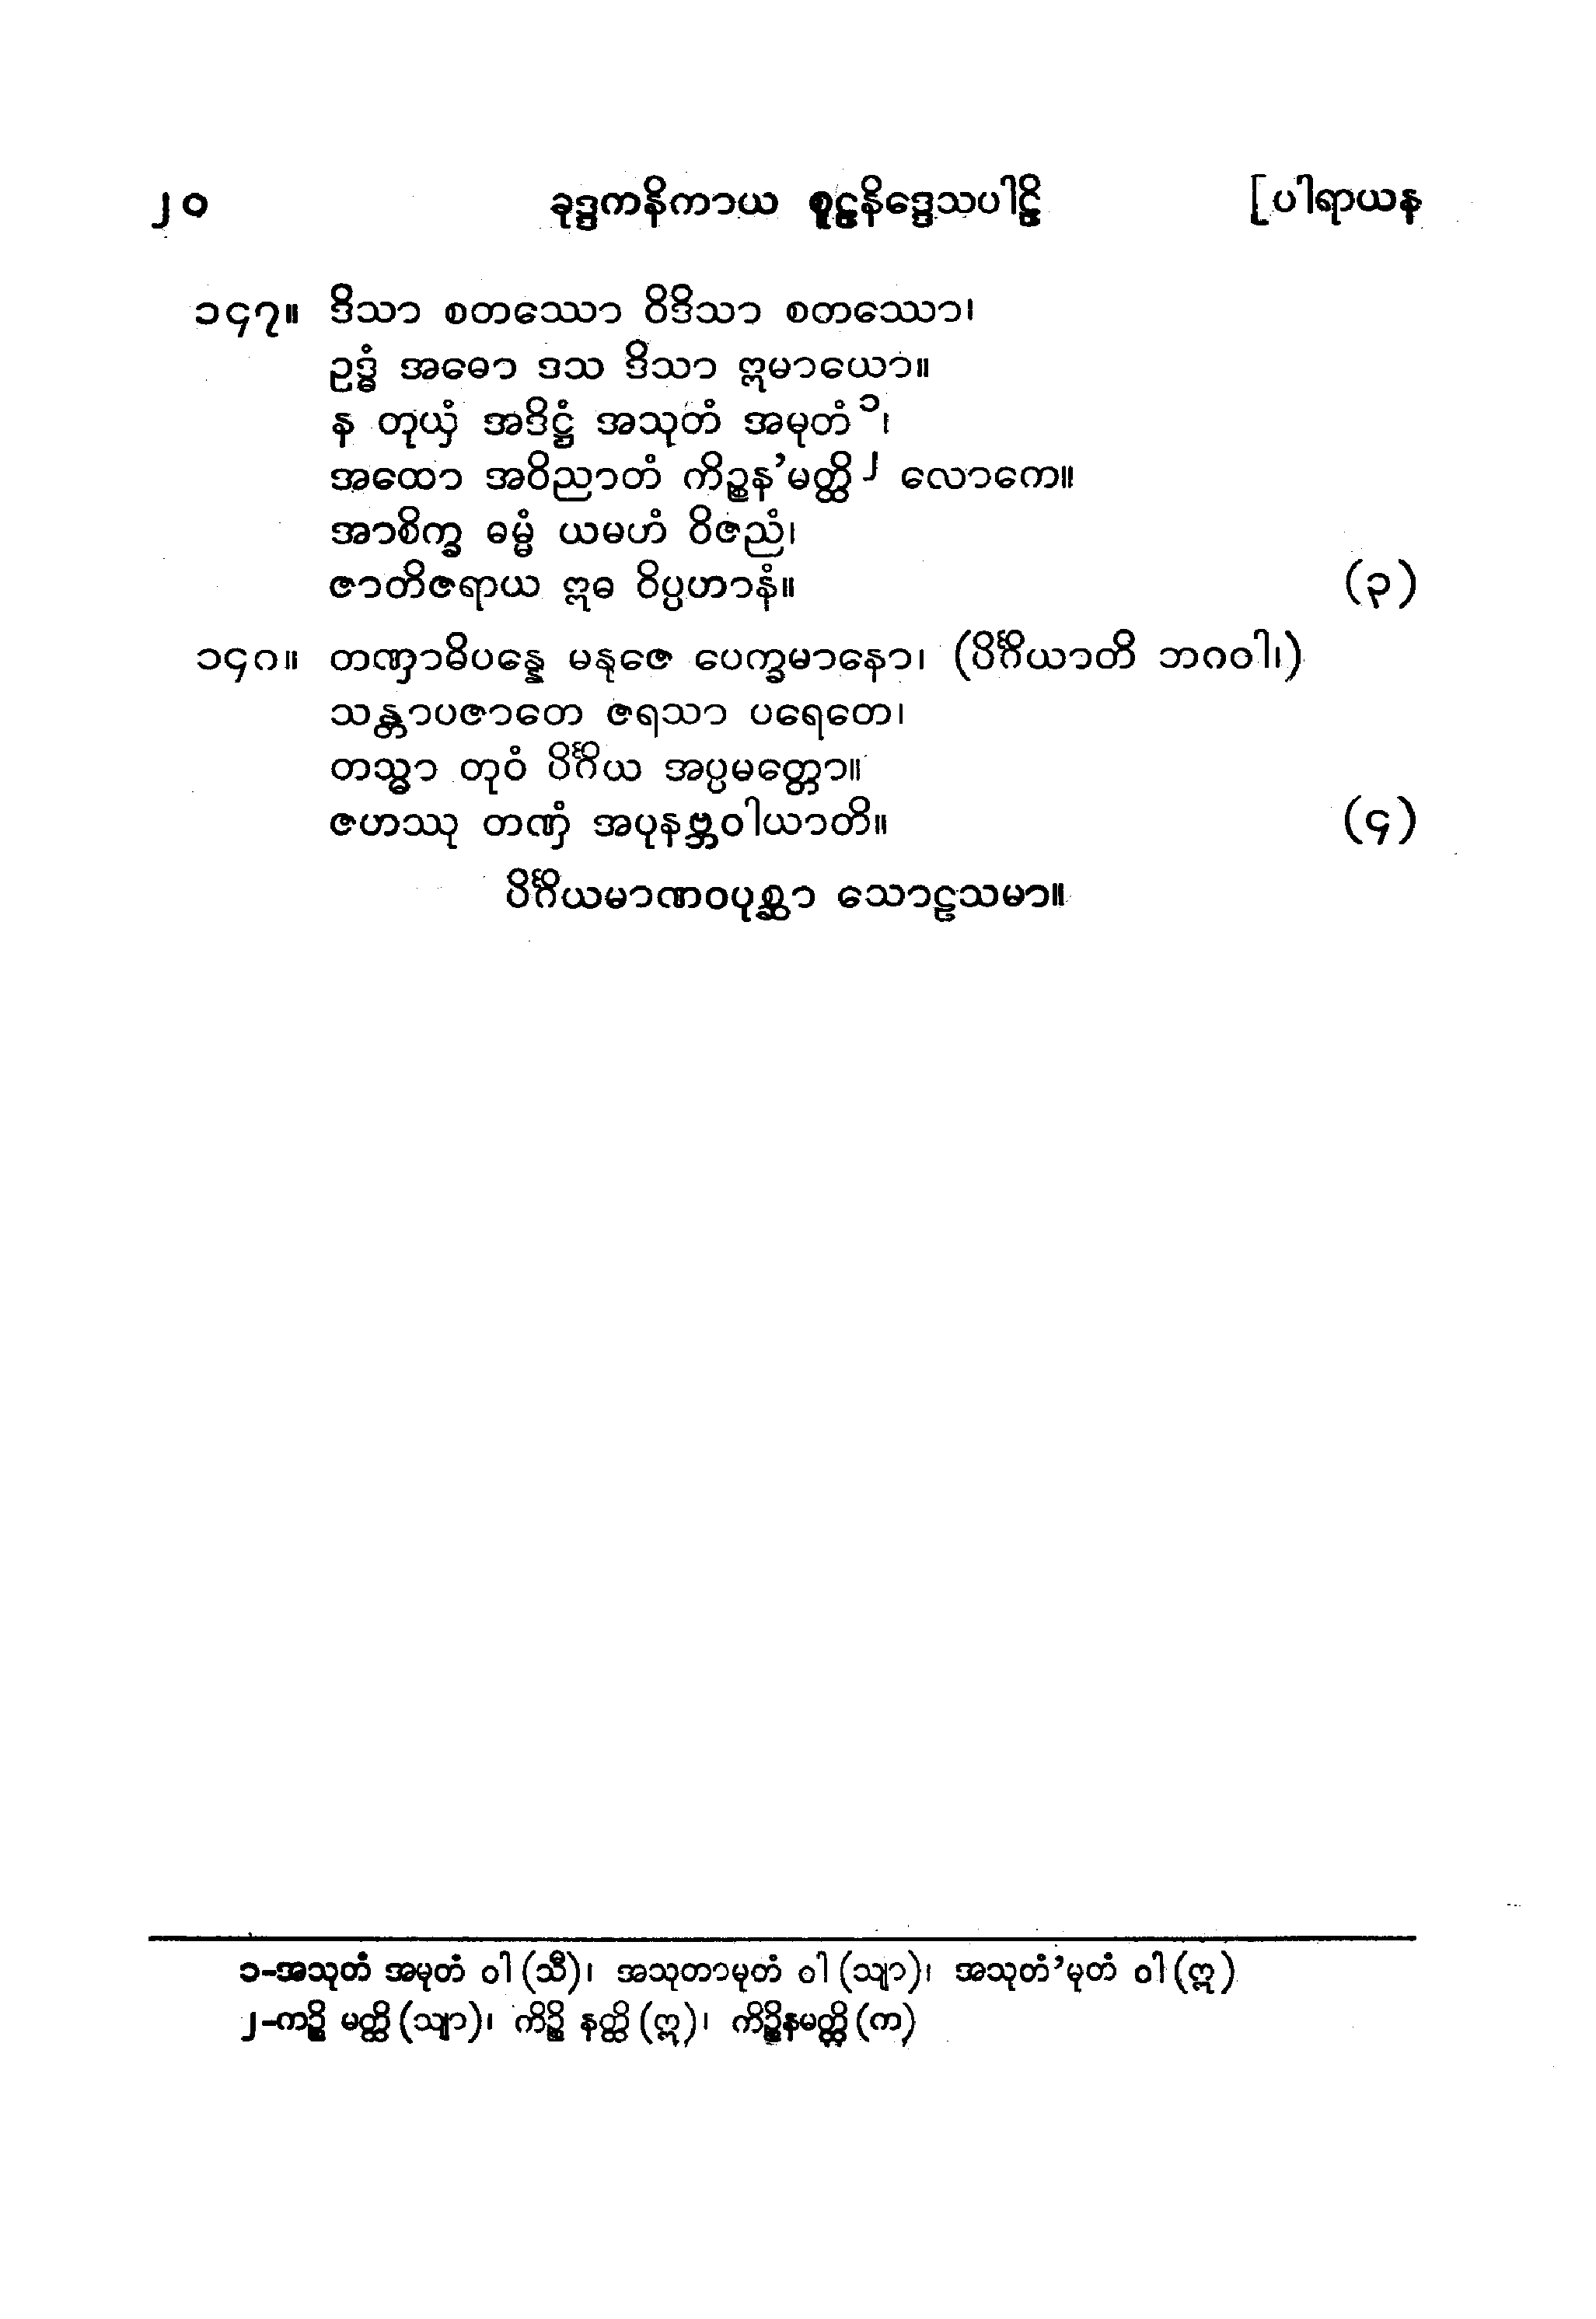 ၂၀ ခုဒ္ဒကနိကာယ စူဠနိဒ္ဒေသပါဠိ [ပါရာယန
၁၄၇။ ဒိသာ စတဿော ဝိဒိသာ စတဿော၊
ဥဒ္ဓံ အဓော ဒသ ဒိသာ ဣမာယော။
န တုယှံ အဒိဋ္ဌံ အသုတံ အမုတံ၁၊
အထော အဝိညာတံ ကိဉ္စန’မတ္ထိ၂ လောကေ။
အာစိက္ခ ဓမ္မံ ယမဟံ ဝိဇညံ၊
ဇာတိဇရာယ ဣဓ ဝိပ္ပဟာနံ။ (၃)
၁၄၈။ တဏှာဓိပန္နေ မနုဇေ ပေက္ခမာနော၊ (ပိင်္ဂိယာတိ ဘဂဝါ၊)
သန္တာပဇာတေ ဇရသာ ပရေတေ၊
တသ္မာ တုဝံ ပိင်္ဂိယ အပ္ပမတ္တော။
ဇဟဿု တဏှံ အပုနဗ္ဘဝါယာတိ။ (၄)
ပိင်္ဂိယမာဏဝပုစ္ဆာ သောဠသမာ။
၁-အသုတံ အမုတံ ဝါ (သီ)၊ အသုတာမုတံ ဝါ (သျာ)၊ အသုတံ’မုတံ ဝါ (ဣ)
၂-ကဉ္စိ မတ္ထိ (သျာ)၊ ကိဉ္စိ နတ္ထိ (ဣ)၊ ကိဉ္စိနမတ္ထိ (က)